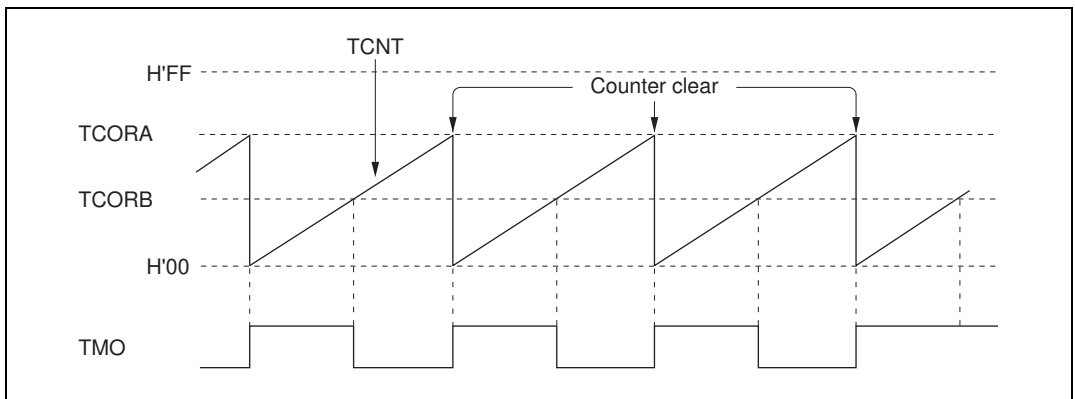 TCNT
H'FF
Counter clear
TCORA
TCORB
H'00
TMO